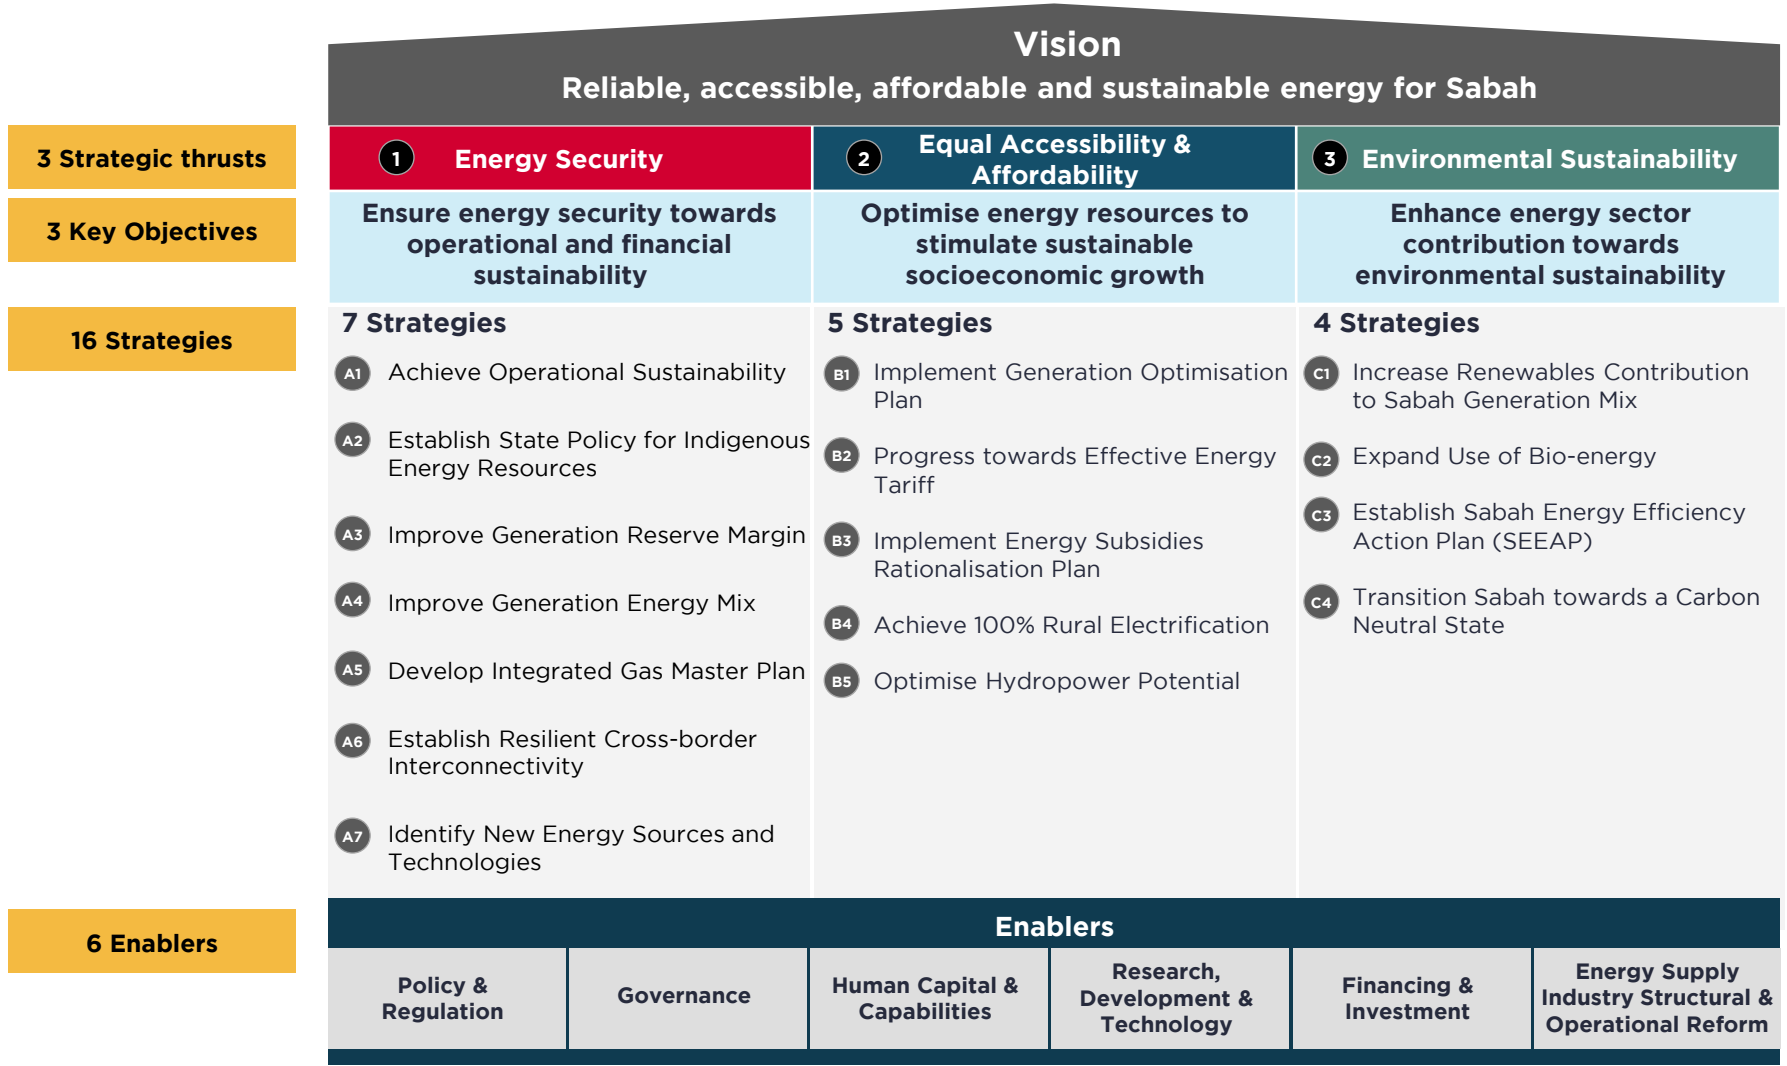 Vision
Reliable, accessible, affordable and sustainable energy for Sabah
3 Strategic thrusts
1 Energy Security
2 Equal Accessibility &
Affordability
3 Environmental Sustainability
3 Key Objectives
Ensure energy security towards
operational and financial
sustainability
Optimise energy resources to
stimulate sustainable
socioeconomic growth
Enhance energy sector
contribution towards
environmental sustainability
16 Strategies
7 Strategies
A1 Achieve Operational Sustainability
A2 Establish State Policy for Indigenous
Energy Resources
A3 Improve Generation Reserve Margin
A4 Improve Generation Energy Mix
A5 Develop Integrated Gas Master Plan
A6 Establish Resilient Cross-border
Interconnectivity
A7 Identify New Energy Sources and
Technologies
5 Strategies
B1 Implement Generation Optimisation
Plan
B2 Progress towards Effective Energy
Tariff
B3 Implement Energy Subsidies
Rationalisation Plan
B4 Achieve 100% Rural Electrification
B5 Optimise Hydropower Potential
4 Strategies
C1 Increase Renewables Contribution
to Sabah Generation Mix
C2 Expand Use of Bio-energy
C3 Establish Sabah Energy Efficiency
Action Plan (SEEAP)
C4 Transition Sabah towards a Carbon
Neutral State
6 Enablers
Enablers
Policy &
Regulation
Governance
Human Capital &
Capabilities
Research,
Development &
Technology
Financing &
Investment
Energy Supply
Industry Structural &
Operational Reform